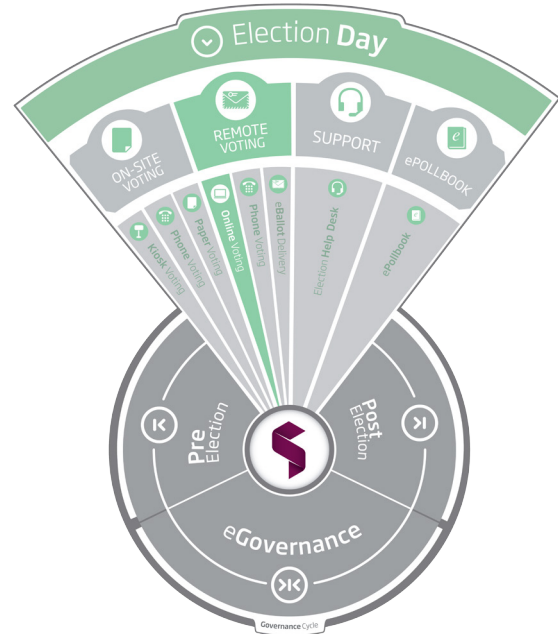 Election Day
ON-SITE
VOTING
REMOTE
VOTING
SUPPORT
ePOLLBOOK
Kiosk Voting
Phone Voting
Paper Voting
Online Voting
Phone Voting
eBallot Delivery
Election Help Desk
ePollbook
Pre
Election
Post
Election
eGovernance
Governance Cycle